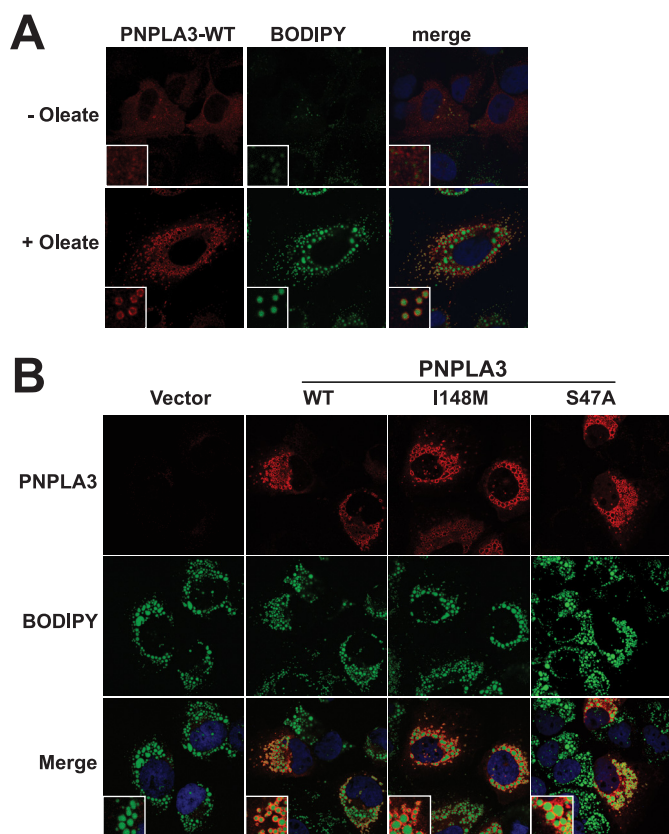 A
PNPLA3-WT BODIPY merge
- Oleate
+ Oleate
B
PNPLA3
Vector WT I148M S47A
PNPLA3
BODIPY
Merge